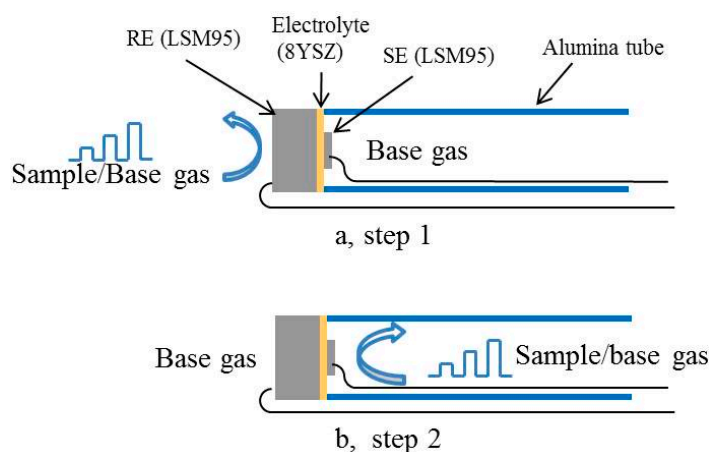 RE (LSM95)
Electrolyte
(8YSZ)
SE (LSM95)
Alumina tube
Sample/Base gas
Base gas
a, step 1
Base gas
Sample/base gas
b, step 2